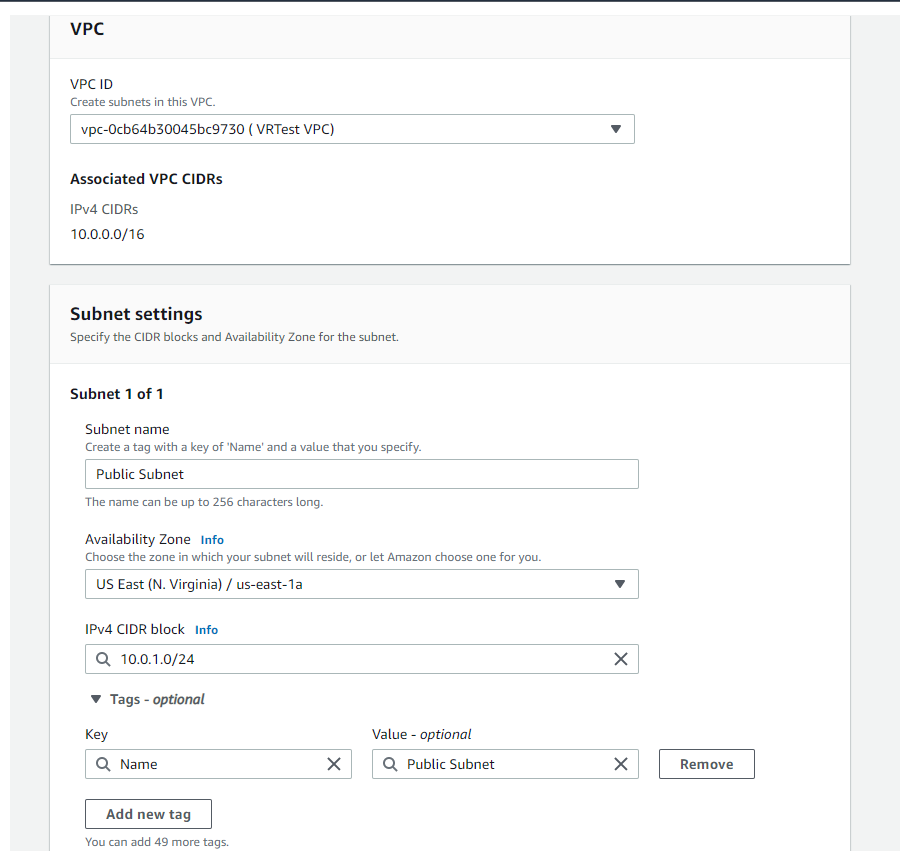 VPC
VPC ID
Create subnets in this VPC.
vpc-0cb64b30045bc9730 ( VRTest VPC)
Associated VPC CIDRs
IPv4 CIDRs
10.0.0.0/16
Subnet settings
Specify the CIDR blocks and Availability Zone for the subnet.
Subnet 1 of 1
Subnet name
Create a tag with a key of 'Name' and a value that you specify.
Public Subnet
The name can be up to 256 characters long.
Availability Zone Info
Choose the zone in which your subnet will reside, or let Amazon choose one for you.
US East (N. Virginia) / us-east-1a
IPv4 CIDR block Info
10.0.1.0/24
Tags - optional
Key Value - optional
Name Public Subnet Remove
Add new tag
You can add 49 more tags.